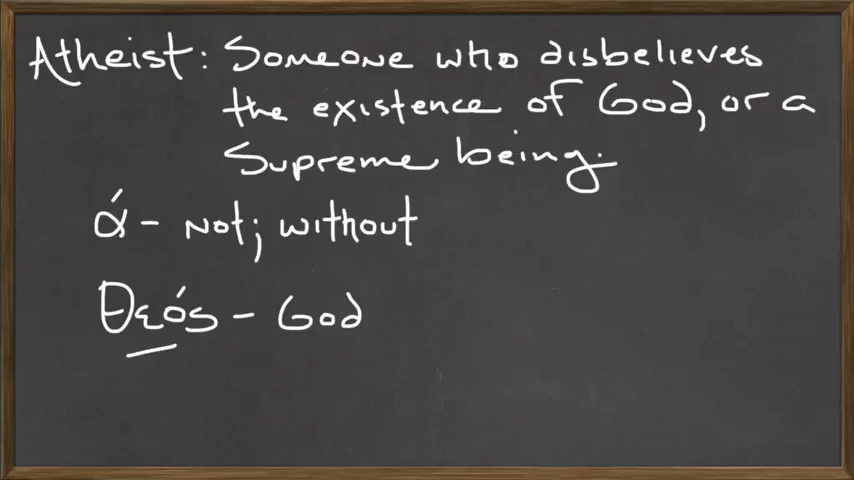 Atheist: Someone who disbelieves
the existence of God, or a
Supreme being.
ά - not; without
Θεός - God